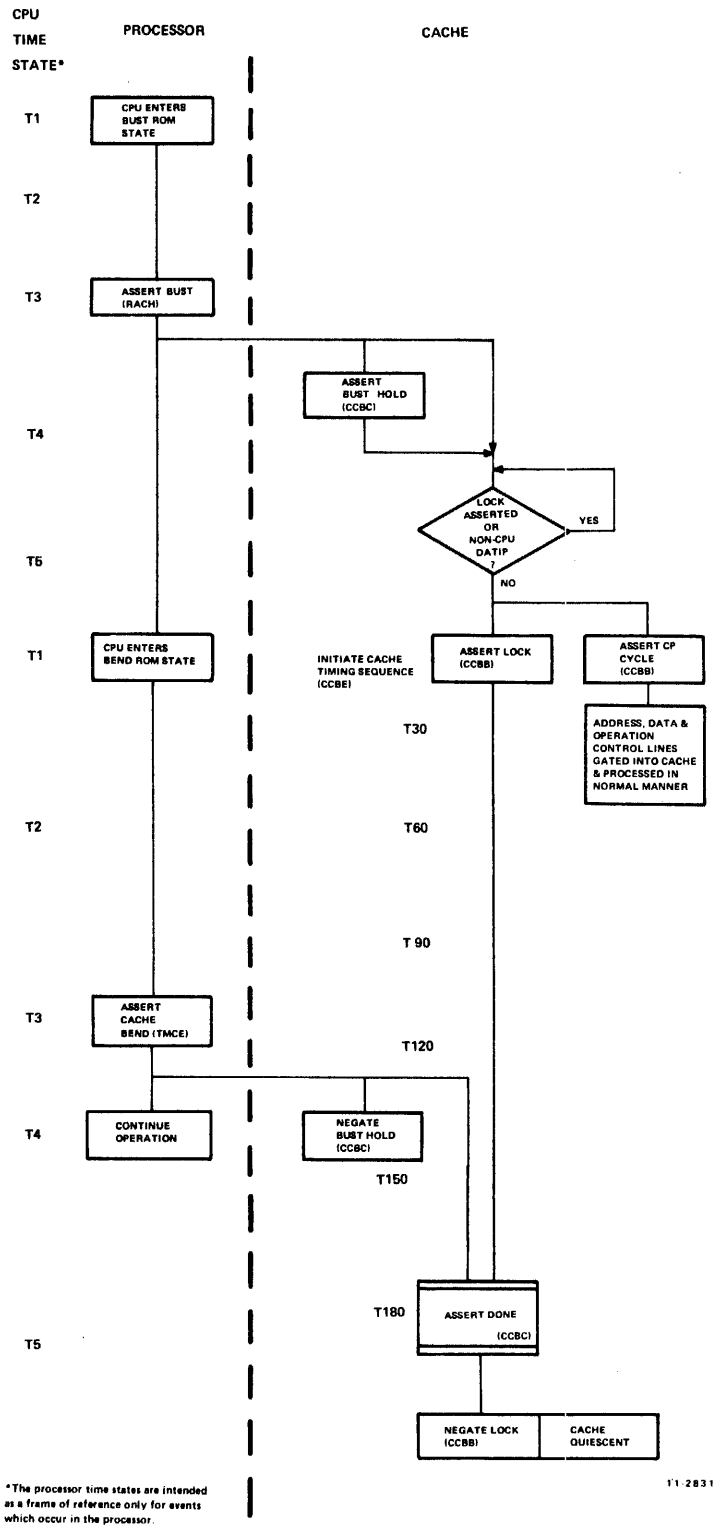 CPU
TIME
STATE*
PROCESSOR
CACHE
T1
CPU ENTERS
BUST ROM
STATE
T2
T3
ASSERT BUST
(RACH)
ASSERT
BUST HOLD
(CCBC)
T4
LOCK
ASSERTED
OR
NON-CPU
DATIP
?
YES
T5
NO
T1
CPU ENTERS
BEND ROM STATE
INITIATE CACHE
TIMING SEQUENCE
(CCBE)
ASSERT LOCK
(CCBB)
ASSERT CP
CYCLE
(CCBB)
T30
ADDRESS, DATA &
OPERATION
CONTROL LINES
GATED INTO CACHE
& PROCESSED IN
NORMAL MANNER
T2
T60
T 90
T3
ASSERT
CACHE
BEND (TMCE)
T120
T4
CONTINUE
OPERATION
NEGATE
BUST HOLD
(CCBC)
T150
T180
ASSERT DONE
(CCBC)
T5
NEGATE LOCK
(CCBB)
CACHE
QUIESCENT
*The processor time states are intended
as a frame of reference only for events
which occur in the processor.
11-2831